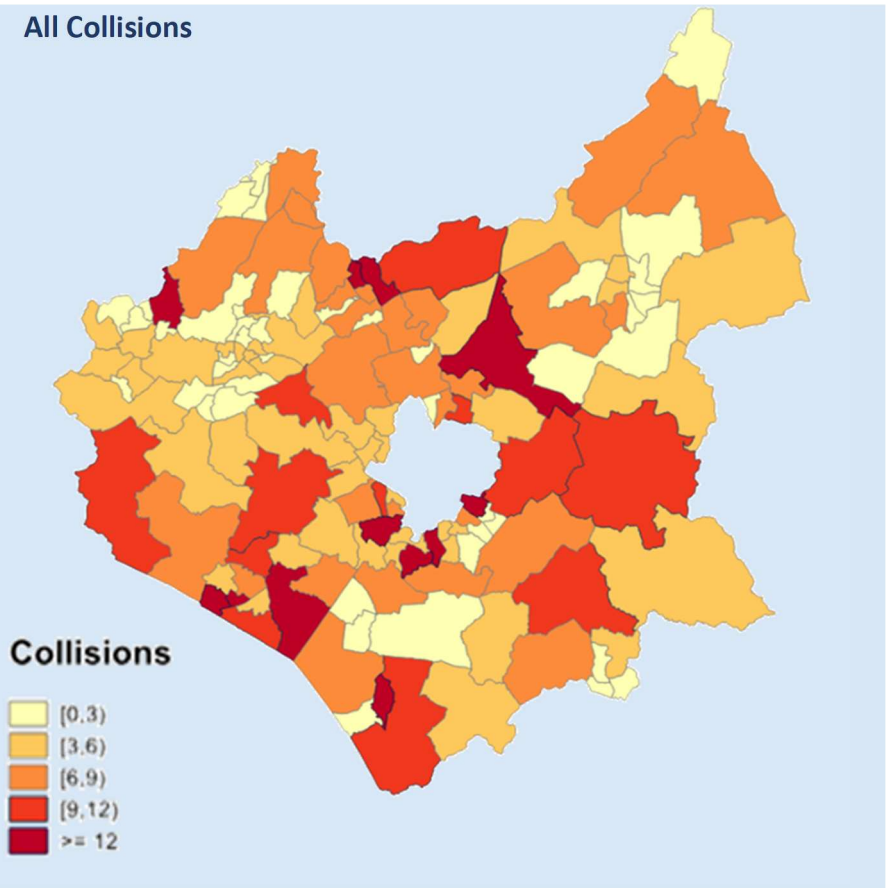 All Collisions
Collisions
[0,3)
[3,6)
[6,9)
[9,12)
>= 12